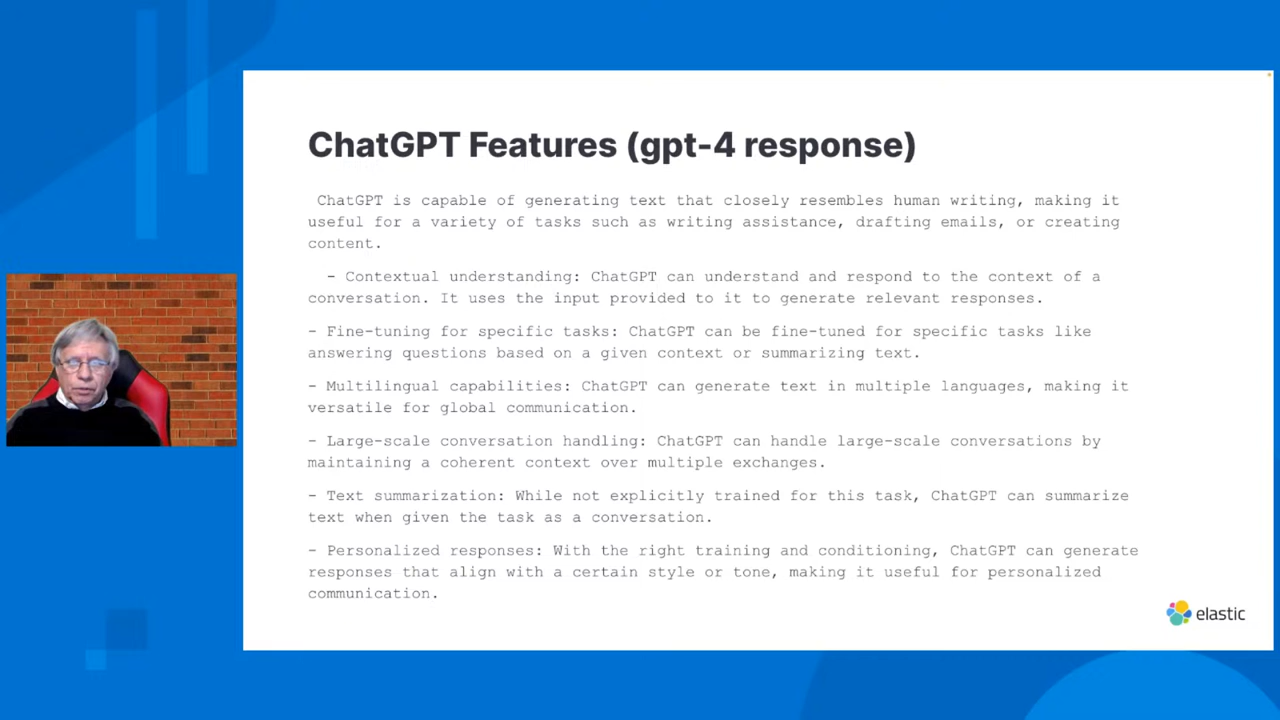 ChatGPT Features (gpt-4 response)
ChatGPT is capable of generating text that closely resembles human writing, making it
useful for a variety of tasks such as writing assistance, drafting emails, or creating
content.
- Contextual understanding: ChatGPT can understand and respond to the context of a
conversation. It uses the input provided to it to generate relevant responses.
- Fine-tuning for specific tasks: ChatGPT can be fine-tuned for specific tasks like
answering questions based on a given context or summarizing text.
- Multilingual capabilities: ChatGPT can generate text in multiple languages, making it
versatile for global communication.
- Large-scale conversation handling: ChatGPT can handle large-scale conversations by
maintaining a coherent context over multiple exchanges.
- Text summarization: While not explicitly trained for this task, ChatGPT can summarize
text when given the task as a conversation.
- Personalized responses: With the right training and conditioning, ChatGPT can generate
responses that align with a certain style or tone, making it useful for personalized
communication.
elastic